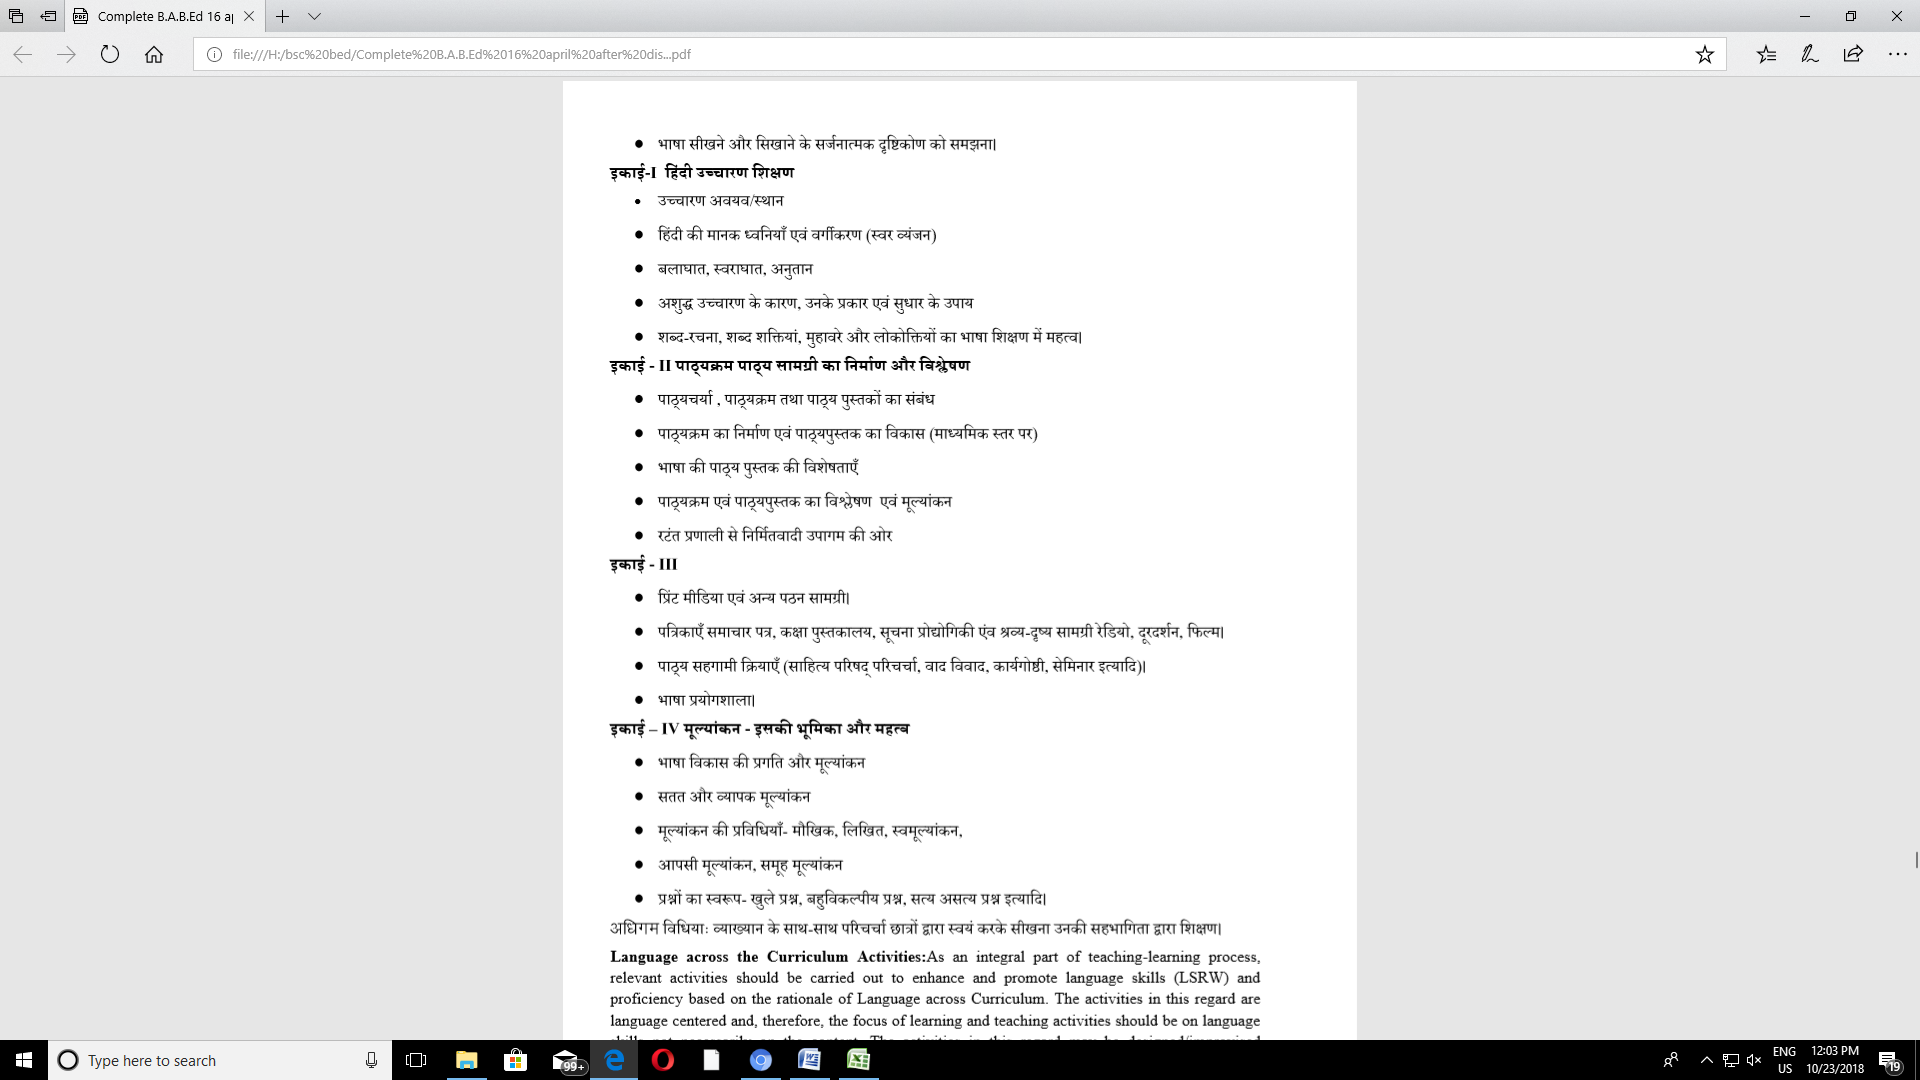 Complete B.A.B.Ed 16 a
file:///H:/bsc%20bed/Complete%20B.A.B.Ed%2016%20april%20after%20dis...pdf
● भाषा सीखने और सिखाने के सर्जनात्मक दृष्टिकोण को समझना|
इकाई-I हिंदी उच्चारण शिक्षण
• उच्चारण अवयव/स्थान
● हिंदी की मानक ध्वनियाँ एवं वर्गीकरण (स्वर व्यंजन)
● बलाघात, स्वराघात, अनुतान
● अशुद्ध उच्चारण के कारण, उनके प्रकार एवं सुधार के उपाय
● शब्द-रचना, शब्द शक्तियां, मुहावरे और लोकोक्तियों का भाषा शिक्षण में महत्व|
इकाई - II पाठ्यक्रम पाठ्य सामग्री का निर्माण और विश्लेषण
● पाठ्यचर्या , पाठ्यक्रम तथा पाठ्य पुस्तकों का संबंध
● पाठ्यक्रम का निर्माण एवं पाठ्यपुस्तक का विकास (माध्यमिक स्तर पर)
● भाषा की पाठ्य पुस्तक की विशेषताएँ
● पाठ्यक्रम एवं पाठ्यपुस्तक का विश्लेषण एवं मूल्यांकन
● रटंत प्रणाली से निर्मितवादी उपागम की ओर
इकाई - III
● प्रिंट मीडिया एवं अन्य पठन सामग्री|
● पत्रिकाएँ समाचार पत्र, कक्षा पुस्तकालय, सूचना प्रोद्योगिकी एंव श्रव्य-दृष्य सामग्री रेडियो, दूरदर्शन, फिल्म|
● पाठ्य सहगामी क्रियाएँ (साहित्य परिषद् परिचर्चा, वाद विवाद, कार्यगोष्ठी, सेमिनार इत्यादि)|
● भाषा प्रयोगशाला|
इकाई – IV मूल्यांकन - इसकी भूमिका और महत्व
● भाषा विकास की प्रगति और मूल्यांकन
● सतत और व्यापक मूल्यांकन
● मूल्यांकन की प्रविधियाँ- मौखिक, लिखित, स्वमूल्यांकन,
● आपसी मूल्यांकन, समूह मूल्यांकन
● प्रश्नों का स्वरूप- खुले प्रश्न, बहुविकल्पीय प्रश्न, सत्य असत्य प्रश्न इत्यादि|
अधिगम विधियाः व्याख्यान के साथ-साथ परिचर्चा छात्रों द्वारा स्वयं करके सीखना उनकी सहभागिता द्वारा शिक्षण|
Language across the Curriculum Activities:As an integral part of teaching-learning process,
relevant activities should be carried out to enhance and promote language skills (LSRW) and
proficiency based on the rationale of Language across Curriculum. The activities in this regard are
language centered and, therefore, the focus of learning and teaching activities should be on language
Type here to search
99+
ENG
US
12:03 PM
10/23/2018
19